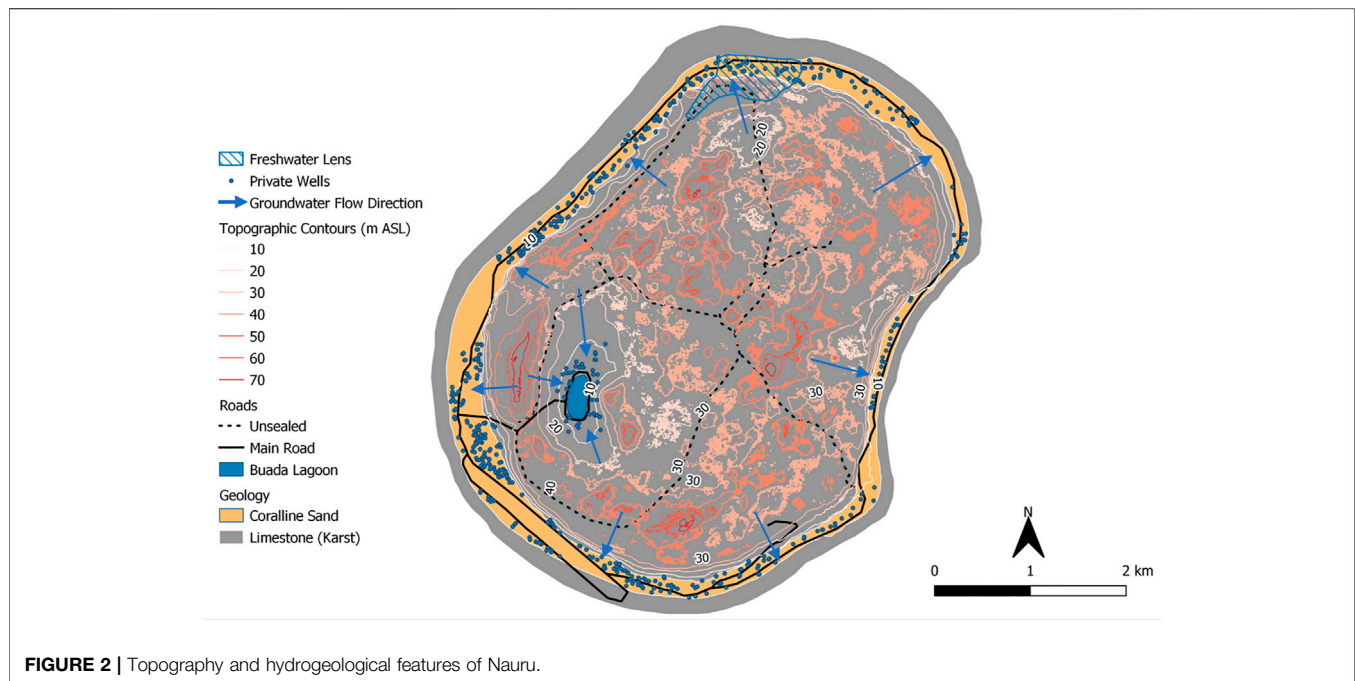 Freshwater Lens
Private Wells
Groundwater Flow Direction
Topographic Contours (m ASL)
10
20
30
40
50
60
70
Roads
Unsealed
Main Road
Buada Lagoon
Geology
Coralline Sand
Limestone (Karst)
20
20
10
10
20
40
30
30
30
30
30
10
30
N
0 1 2 km
FIGURE 2 | Topography and hydrogeological features of Nauru.